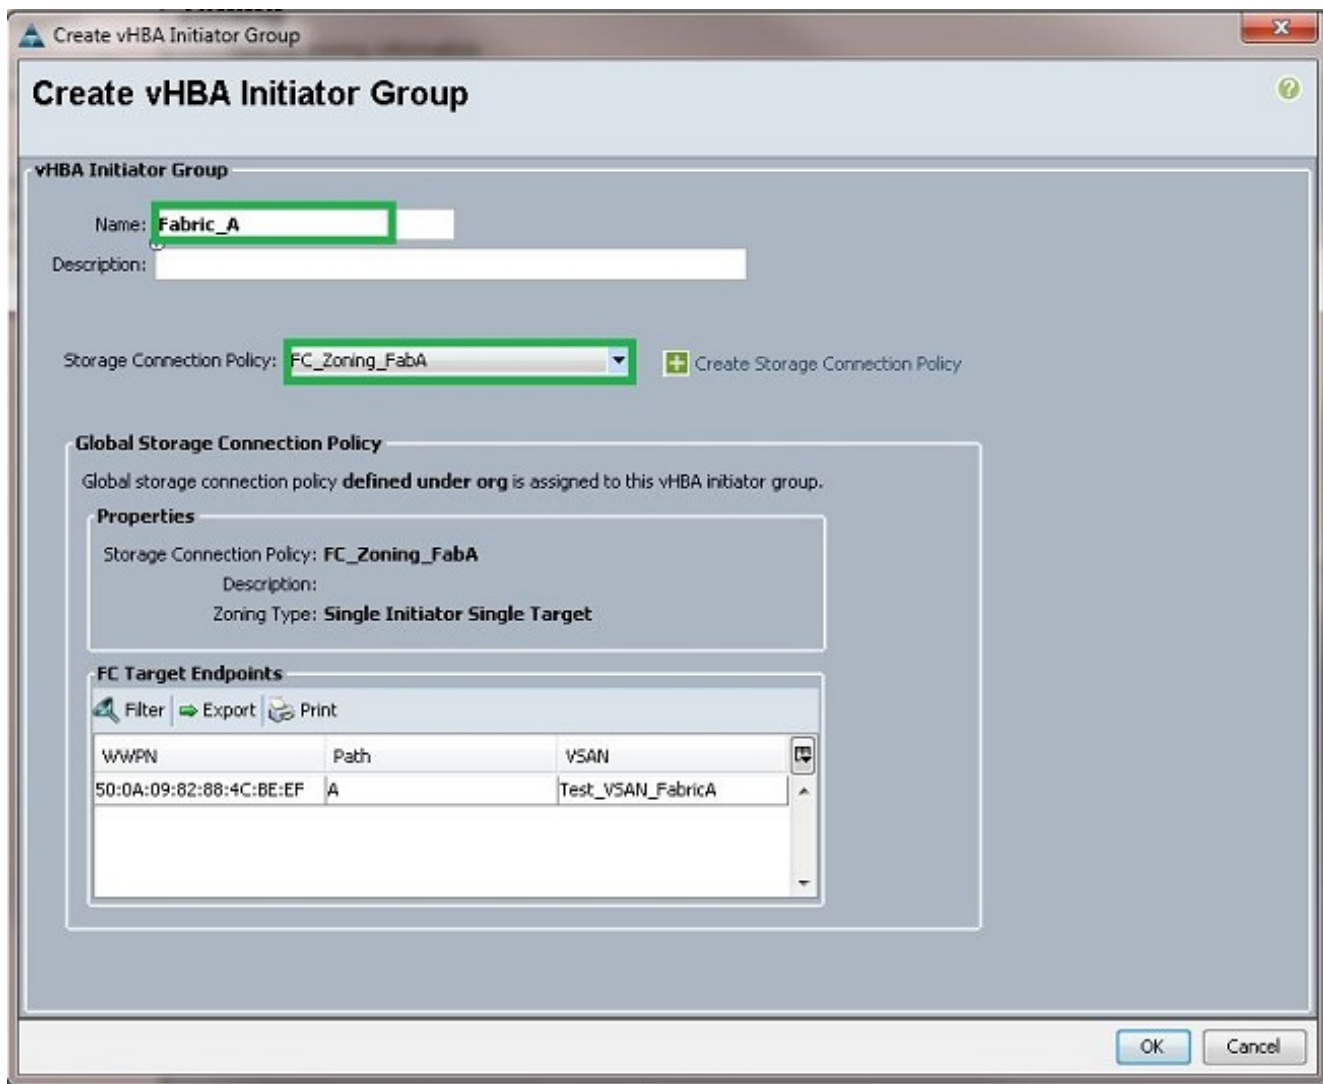 Create vHBA Initiator Group
Create vHBA Initiator Group
vHBA Initiator Group
Name: Fabric_A
Description:
Storage Connection Policy: FC_Zoning_FabA Create Storage Connection Policy
Global Storage Connection Policy
Global storage connection policy defined under org is assigned to this vHBA initiator group.
Properties
Storage Connection Policy: FC_Zoning_FabA
Description:
Zoning Type: Single Initiator Single Target
FC Target Endpoints
Filter Export Print
WWPN Path VSAN
50:0A:09:82:88:4C:BE:EF A Test_VSAN_FabricA
OK Cancel